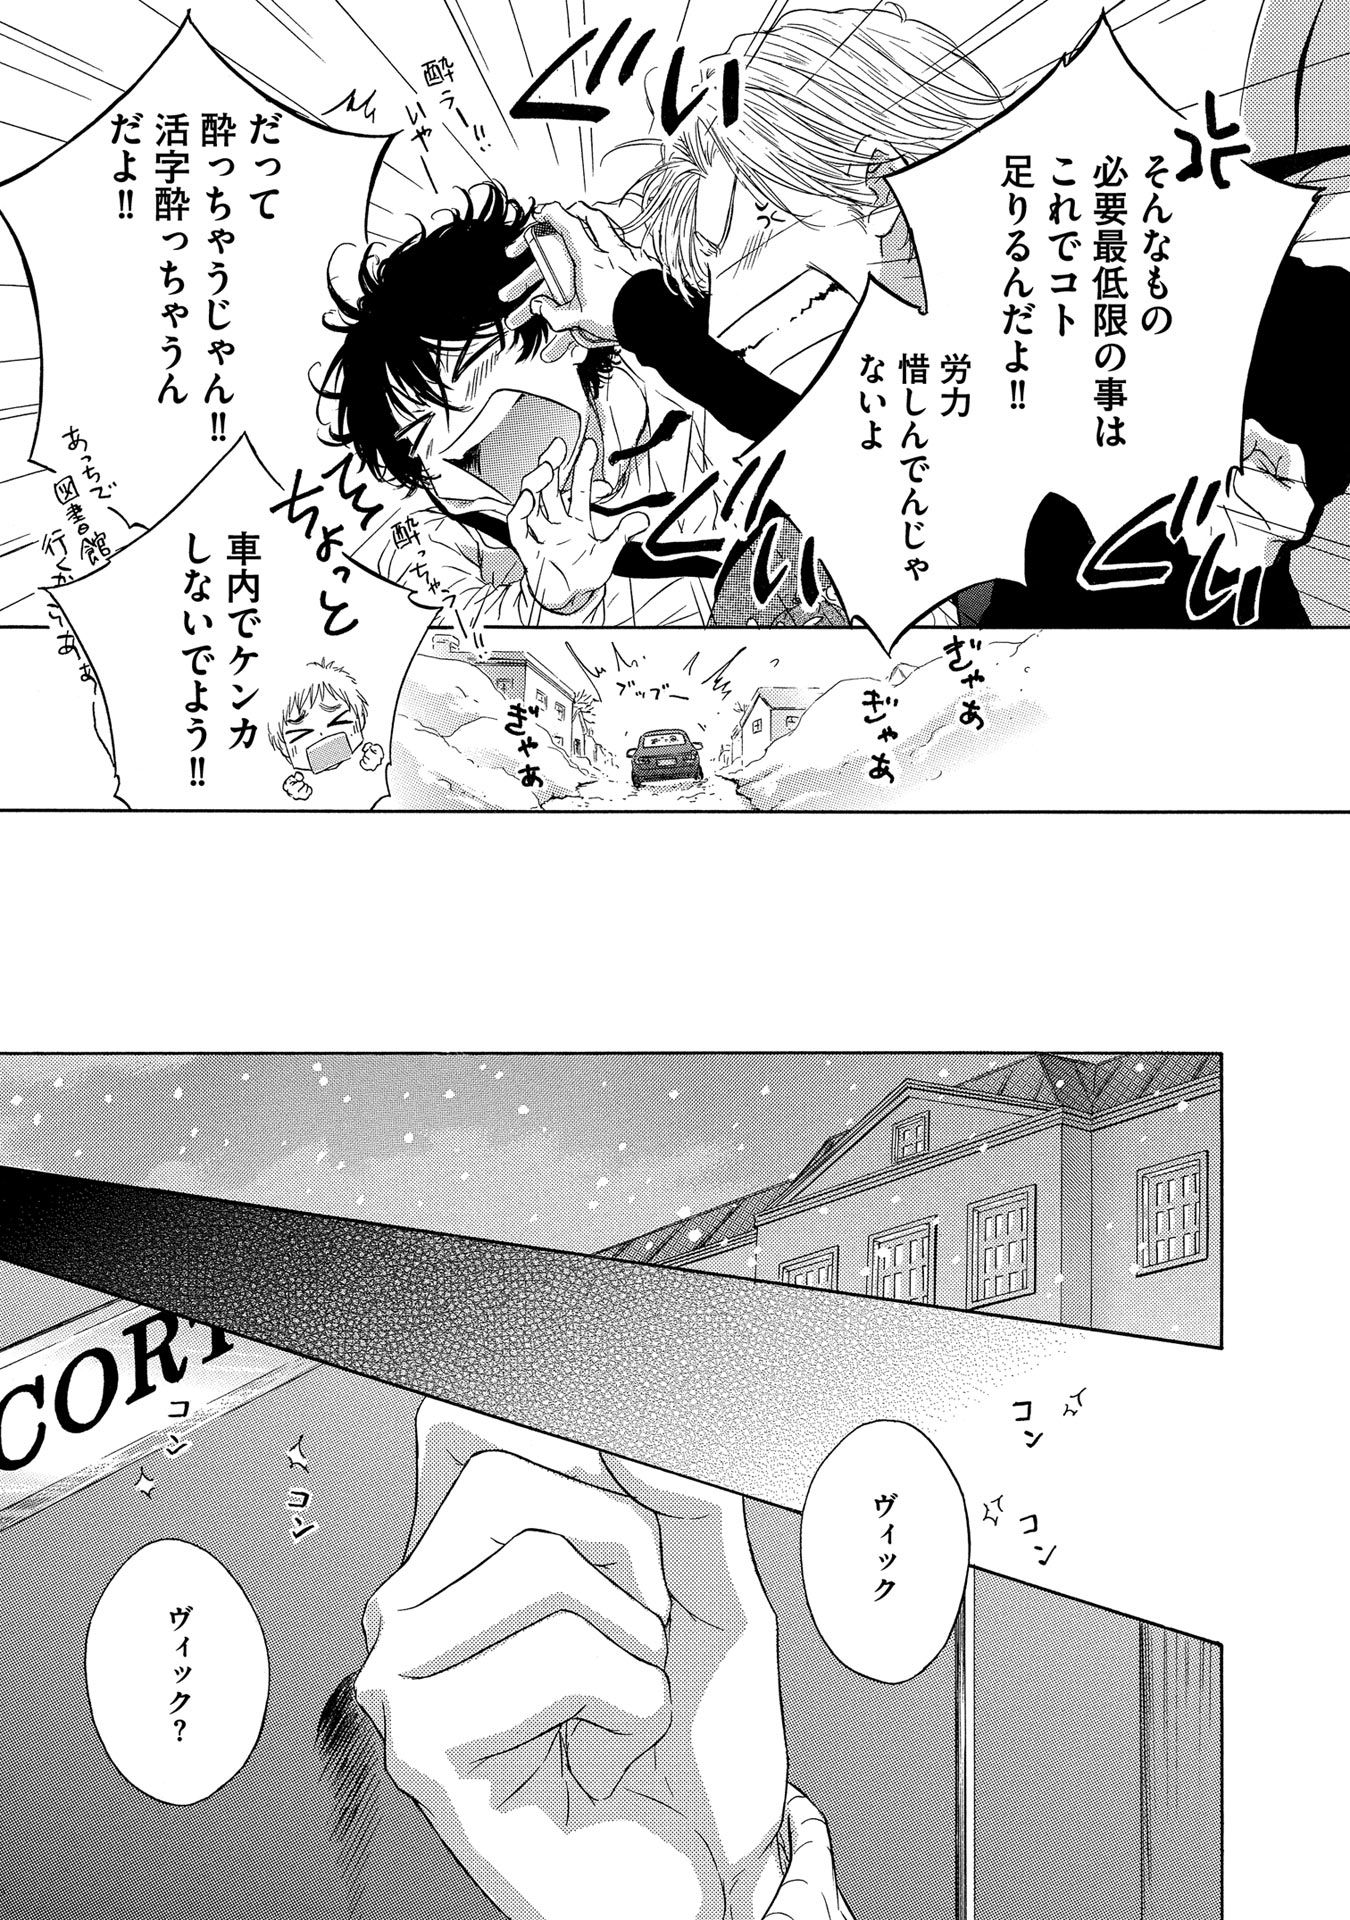 そんなもの
必要最低限の事は
これでコト
足りるんだよ!!
労力
惜しんでんじゃ
ないよ
ぐい
ぐい
ぐい
酔うー!!
いやー
だって
酔っちゃうじゃん!!
活字酔っちゃうん
だよ!!
酔っちゃう!!
あっちで
図書館
行くからあぁ
ちょっと
車内でケンカ
しないでよう!!
ブッブー
ぎゃあ
ぎゃあ
ぎゃあ
コン
コン
ヴィック
CORT
コン
コン
ヴィック?